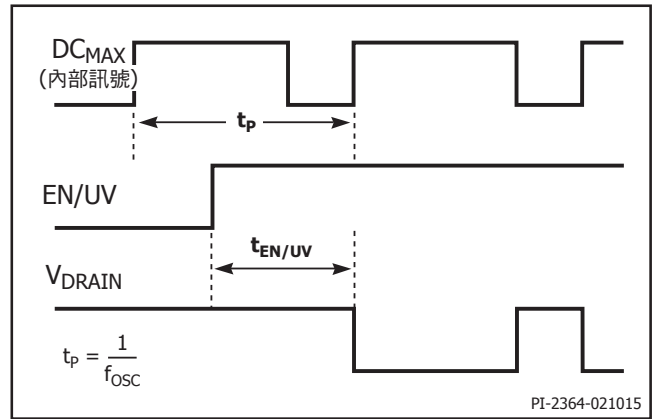 DCMAX
(內部訊號)
tP
EN/UV
tEN/UV
VDRAIN
tP = 1/fOSC
PI-2364-021015